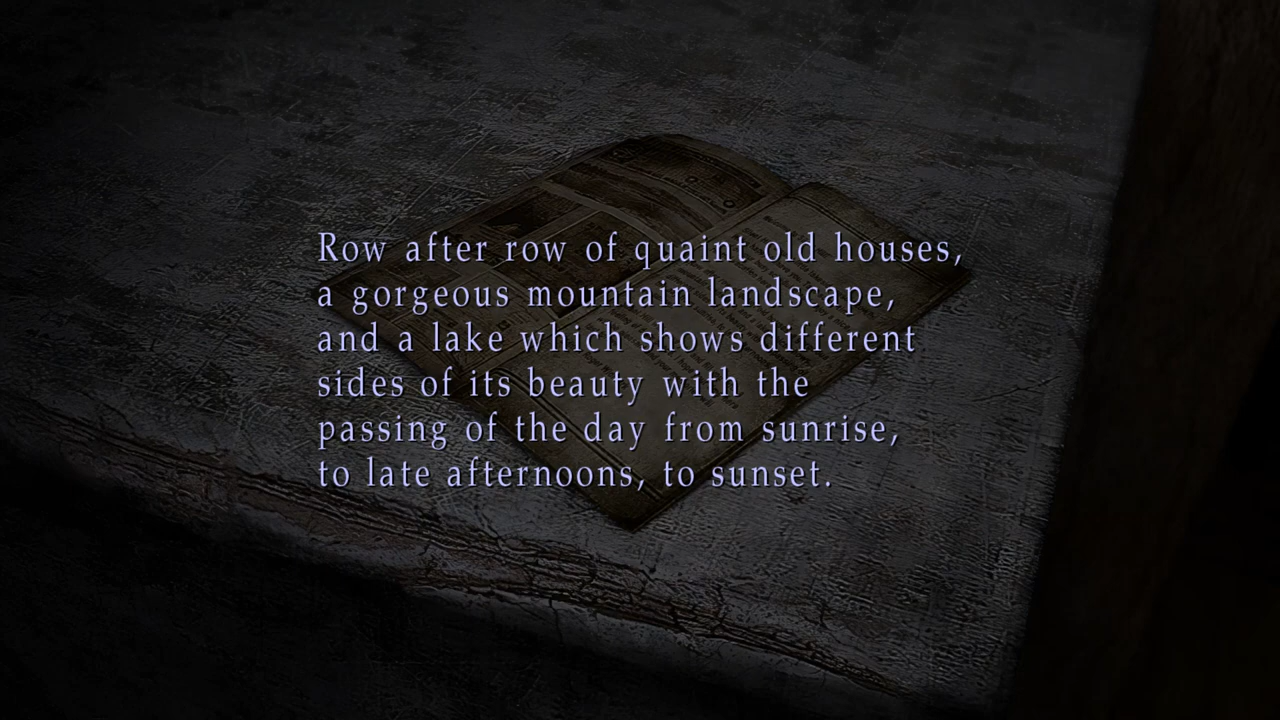 Row after row of quaint old houses,
a gorgeous mountain landscape,
and a lake which shows different
sides of its beauty with the
passing of the day from sunrise,
to late afternoons, to sunset.